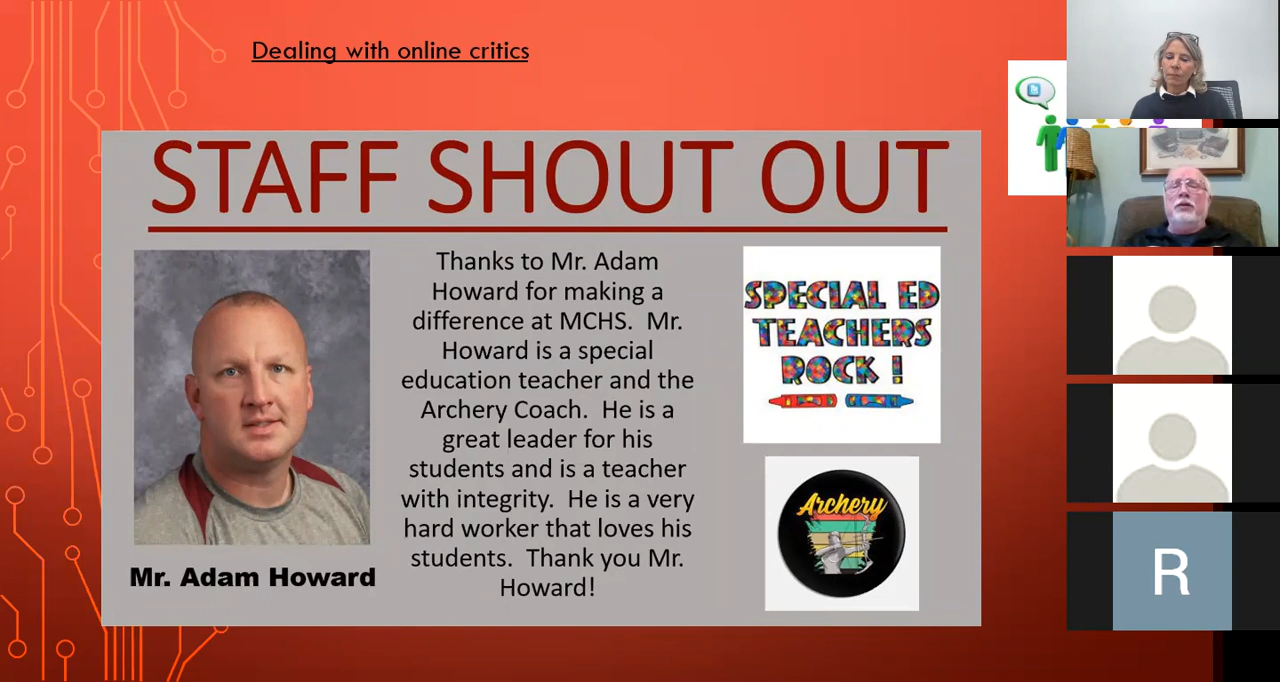 Dealing with online critics
STAFF SHOUT OUT
Thanks to Mr. Adam
Howard for making a
difference at MCHS.  Mr.
Howard is a special
education teacher and the
Archery Coach.  He is a
great leader for his
students and is a teacher
with integrity.  He is a very
hard worker that loves his
students.  Thank you Mr.
Howard!
Mr. Adam Howard
SPECIAL ED
TEACHERS
ROCK !
Archery
R